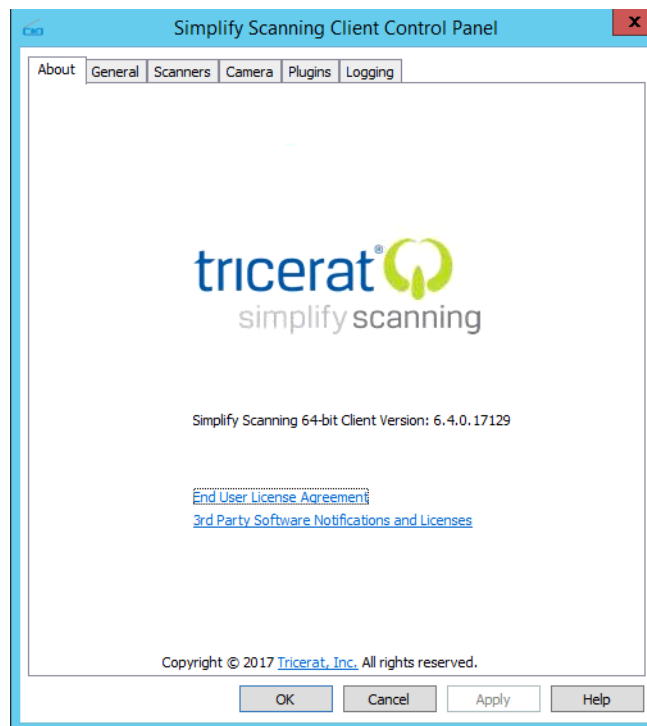 Simplify Scanning Client Control Panel
x
About General Scanners Camera Plugins Logging
tricerat®
simplify scanning
Simplify Scanning 64-bit Client Version: 6.4.0.17129
End User License Agreement
3rd Party Software Notifications and Licenses
Copyright © 2017 Tricerat, Inc. All rights reserved.
OK Cancel Apply Help